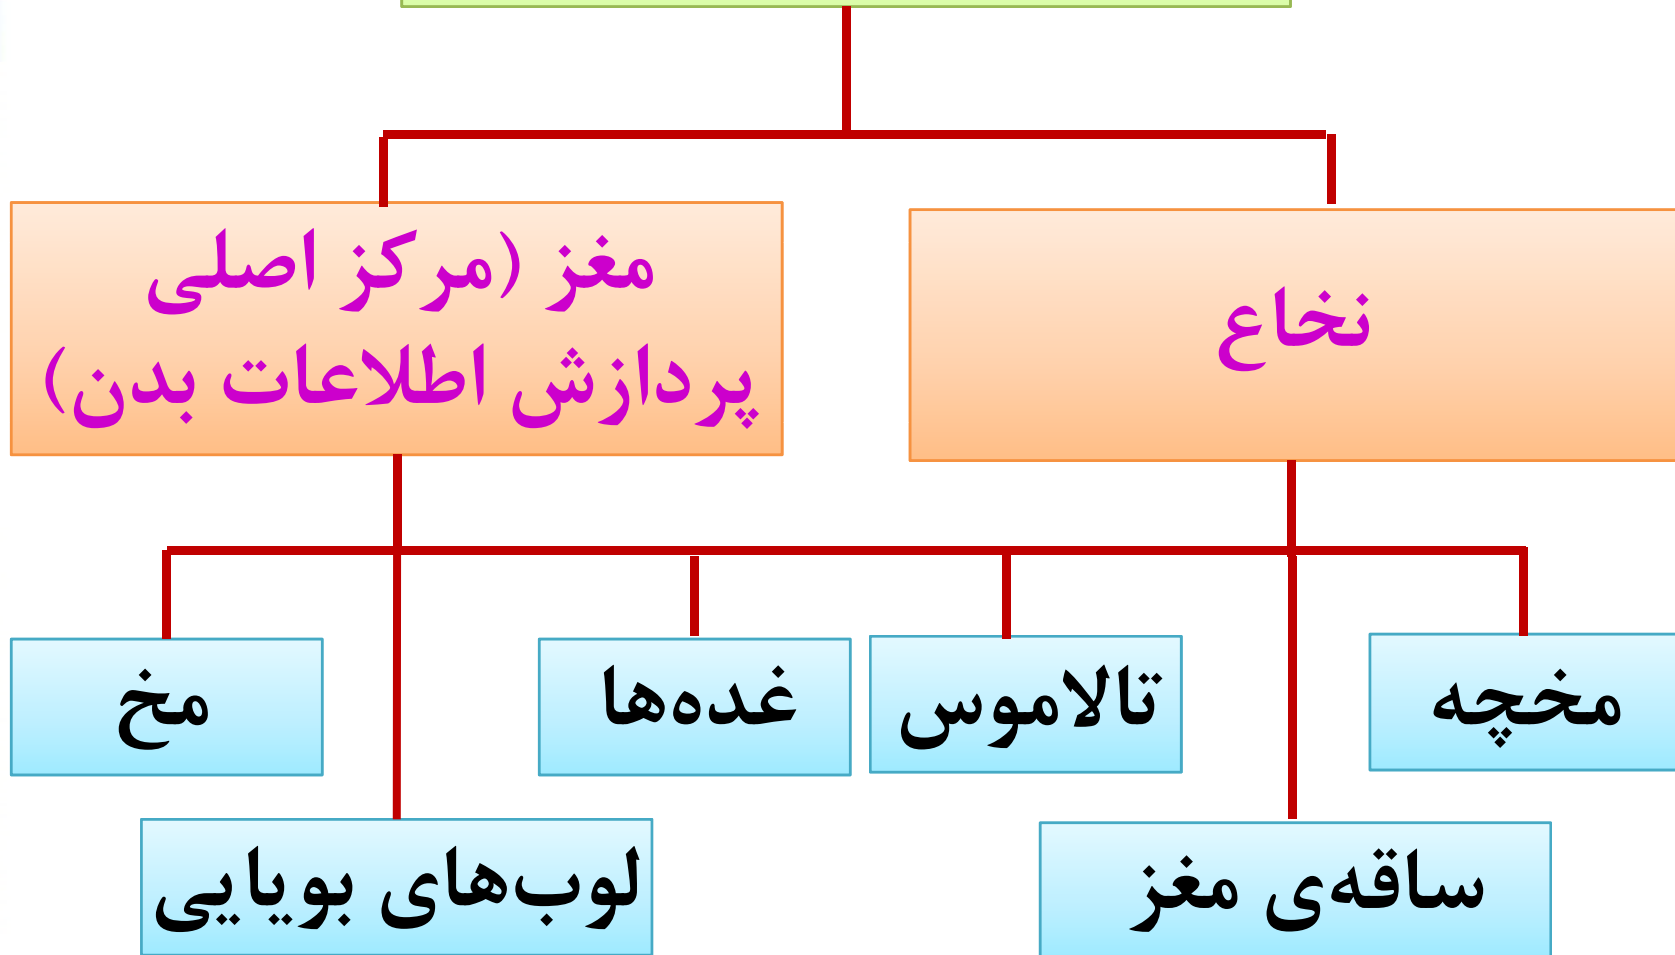 نخاع
مغز (مرکز اصلی
پردازش اطلاعات بدن)
مخچه
تالاموس
غده‌ها
مخ
ساقه‌ی مغز
لوب‌های بویایی